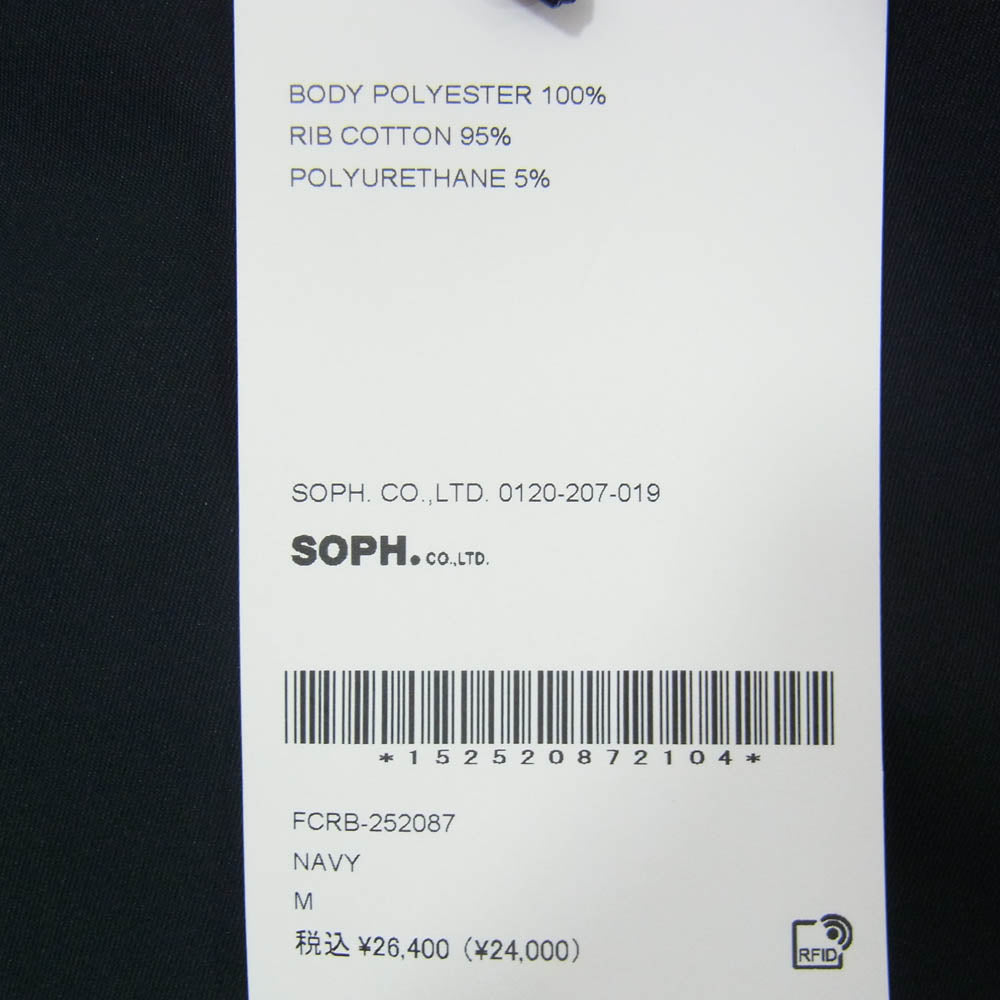 BODY POLYESTER 100%
RIB COTTON 95%
POLYURETHANE 5%
SOPH. CO.,LTD. 0120-207-019
SOPH. CO.,LTD.
*152520872104*
FCRB-252087
NAVY
M
税込 ¥26,400 (¥24,000)
RFID